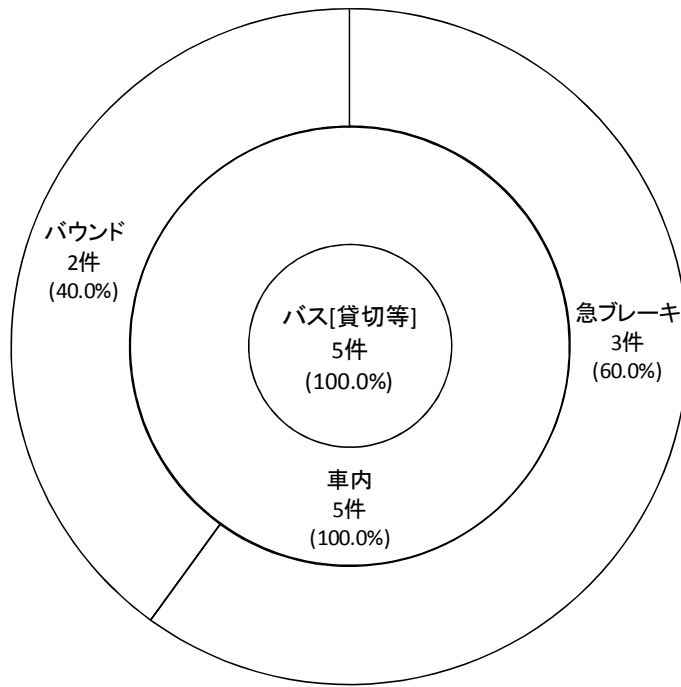 バウンド
2件
(40.0%)
バス[貸切等]
5件
(100.0%)
急ブレーキ
3件
(60.0%)
車内
5件
(100.0%)